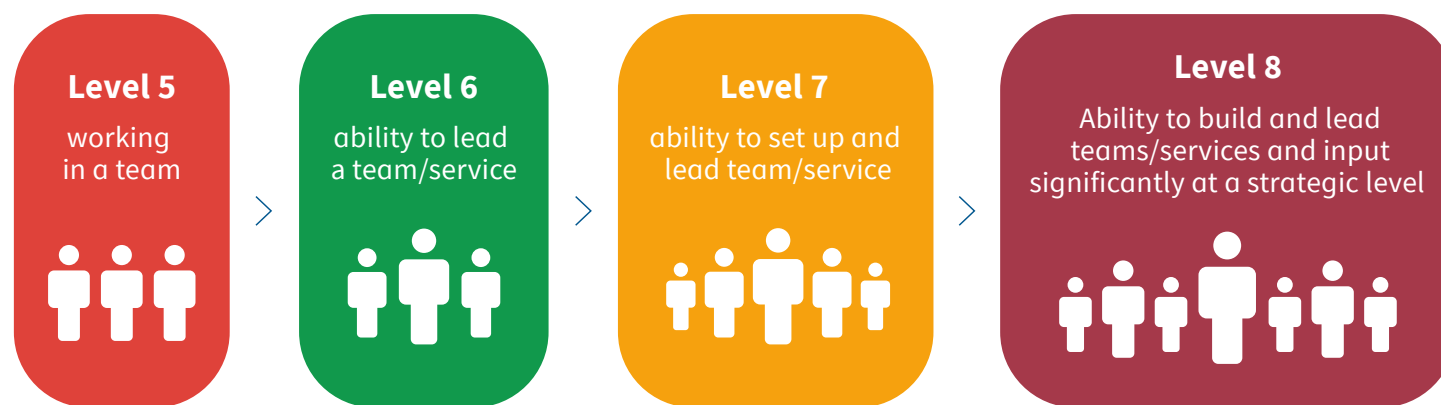 Level 5
working
in a team
Level 6
ability to lead
a team/service
Level 7
ability to set up and
lead team/service
Level 8
Ability to build and lead
teams/services and input
significantly at a strategic level